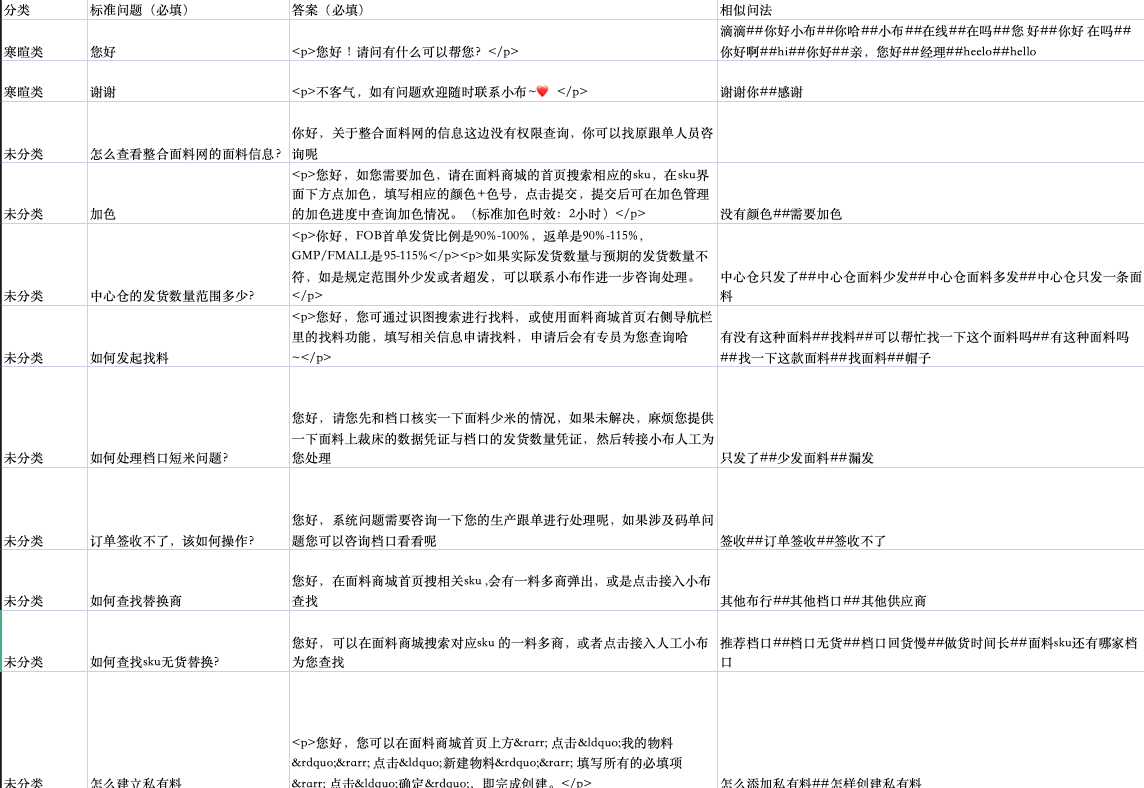 分类 标准问题（必填） 答案（必填） 相似问法
滴滴##你好小布##你哈##小布##在线##在吗##您 好##你好 在吗##
寒暄类 您好 <p>您好！请问有什么可以帮您？</p> 你好啊##hi##你好##亲，您好##经理##heelo##hello
寒暄类 谢谢 <p>不客气，如有问题欢迎随时联系小布~❤️ </p> 谢谢你##感谢
你好，关于整合面料网的信息这边没有权限查询，你可以找原跟单人员咨
未分类 怎么查看整合面料网的面料信息? 询呢
<p>您好，如您需要加色，请在面料商城的首页搜索相应的sku，在sku界
面下方点加色，填写相应的颜色+色号，点击提交，提交后可在加色管理
未分类 加色 的加色进度中查询加色情况。（标准加色时效：2小时）</p> 没有颜色##需要加色
<p>你好，FOB首单发货比例是90%-100%，返单是90%-115%，
GMP/FMALL是95-115%</p><p>如果实际发货数量与预期的发货数量不
符，如是规定范围外少发或者超发，可以联系小布作进一步咨询处理。 中心仓只发了##中心仓面料少发##中心仓面料多发##中心仓只发一条面
未分类 中心仓的发货数量范围多少? </p> 料
<p>您好，您可通过识图搜索进行找料，或使用面料商城首页右侧导航栏
里的找料功能，填写相关信息申请找料，申请后会有专员为您查询哈 有没有这种面料##找料##可以帮忙找一下这个面料吗##有这种面料吗
未分类 如何发起找料 ~</p> ##找一下这款面料##找面料##帽子
您好，请您先和档口核实一下面料少米的情况，如果未解决，麻烦您提供
一下面料上裁床的数据凭证与档口的发货数量凭证，然后转接小布人工为
未分类 如何处理档口短米问题? 您处理 只发了##少发面料##漏发
您好，系统问题需要咨询一下您的生产跟单进行处理呢，如果涉及码单问
未分类 订单签收不了，该如何操作? 题您可以咨询档口看看呢 签收##订单签收##签收不了
您好，在面料商城首页搜相关sku ,会有一料多商弹出，或是点击接入小布
未分类 如何查找替换商 查找 其他布行##其他档口##其他供应商
您好，可以在面料商城搜索对应sku 的一料多商，或者点击接入人工小布 推荐档口##档口无货##档口回货慢##做货时间长##面料sku还有哪家档
未分类 如何查找sku无货替换? 为您查找 口
<p>您好，您可以在面料商城首页上方&rarr; 点击&ldquo;我的物料
&rdquo;&rarr; 点击&ldquo;新建物料&rdquo;&rarr; 填写所有的必填项
未分类 怎么建立私有料 &rarr; 点击&ldquo;确定&rdquo;，即完成创建。</p> 怎么添加私有料##怎样创建私有料